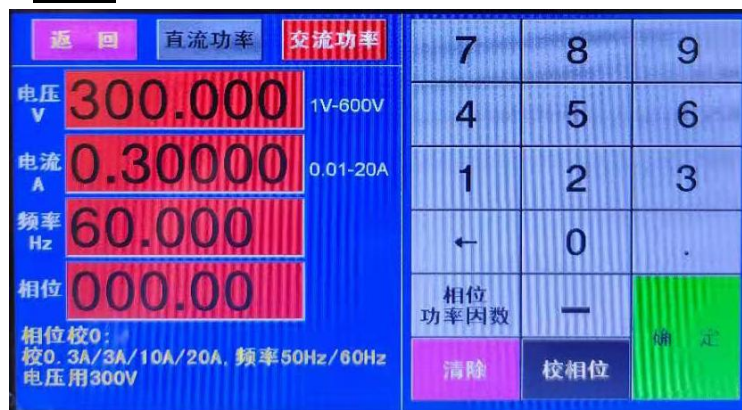 返 回 直流功率 交流功率
电压 V 300.000 1V-600V
电流 A 0.30000 0.01-20A
频率 Hz 60.000
相位 000.00
相位校0:
校0.3A/3A/10A/20A,频率50Hz/60Hz
电压用300V
7 8 9
4 5 6
1 2 3
← 0 .
相位
功率因数 —
清除 校相位 确 定